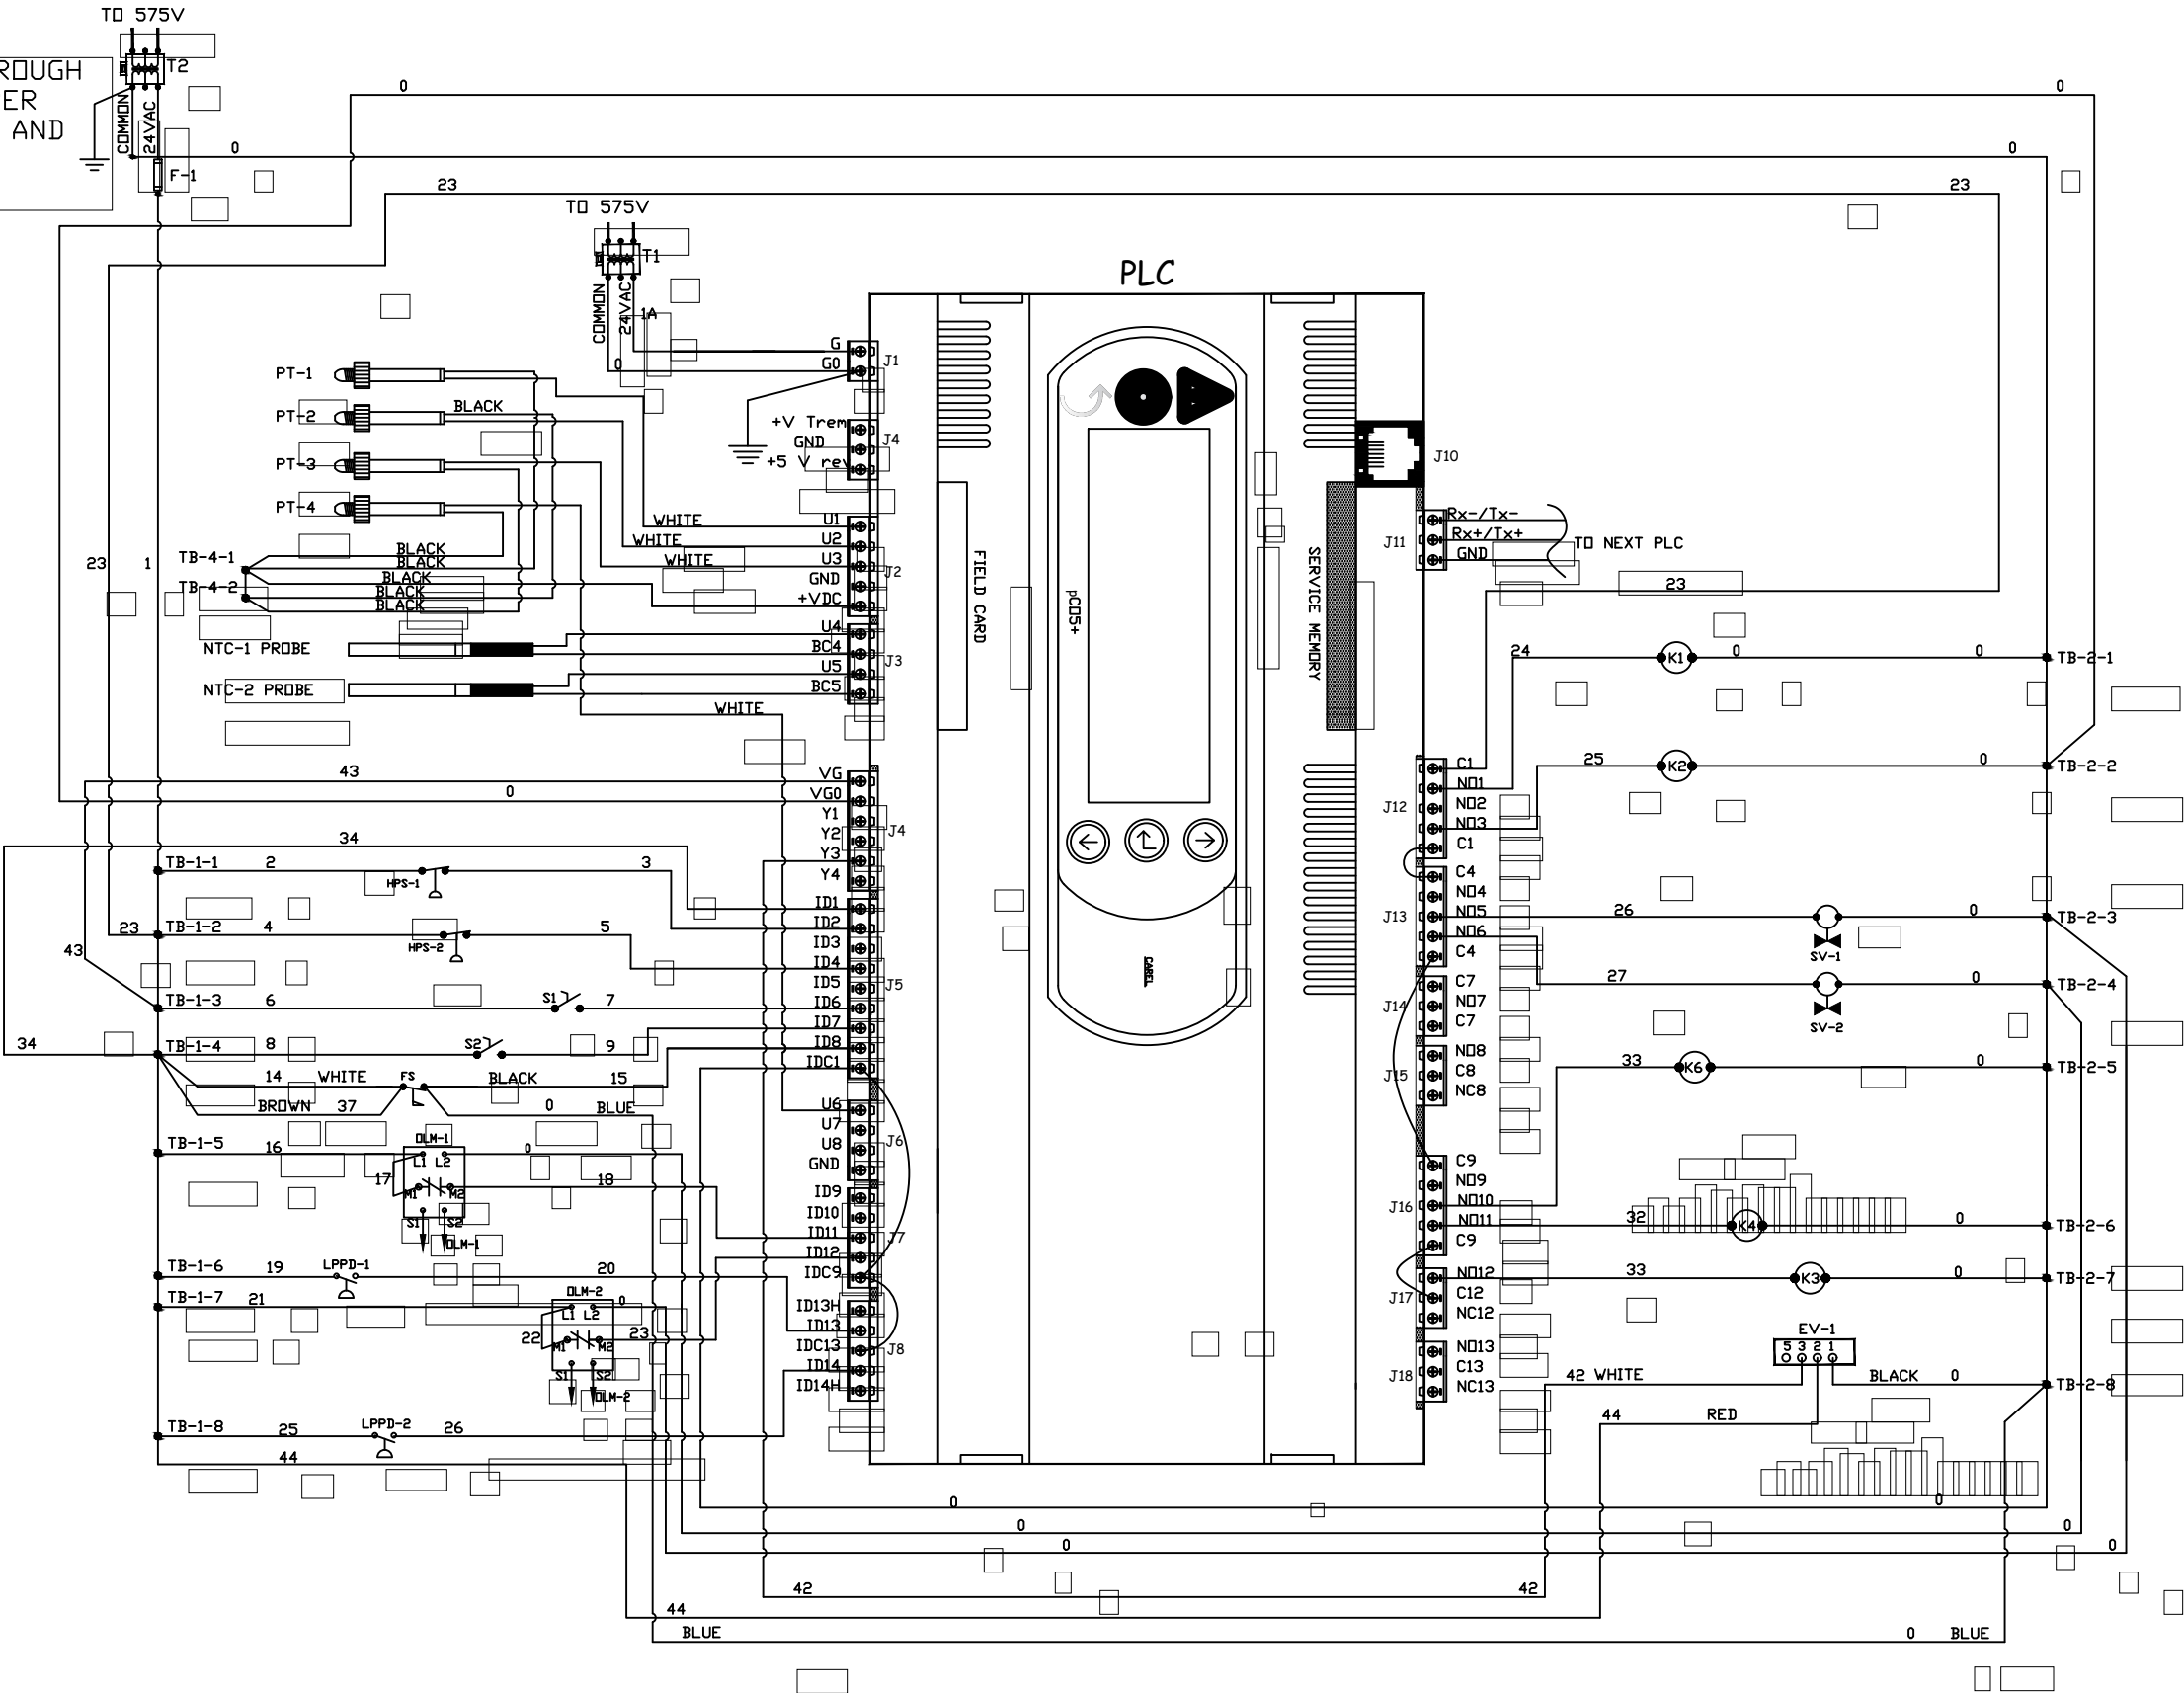 TO 575V
ROUGH
ER
AND
T2
COMMON
24VAC
F-1
0
0
0
0
23
23
TO 575V
T1
COMMON
24VAC
1A
0
PLC
G
G0
J1
+V Trem
GND
+5 V rev
J4
PT-1
PT-2
BLACK
PT-3
PT-4
WHITE
WHITE
WHITE
U1
U2
U3
GND
+VDC
J2
TB-4-1
TB-4-2
BLACK
BLACK
BLACK
BLACK
BLACK
23
1
NTC-1 PROBE
NTC-2 PROBE
U4
BC4
U5
BC5
J3
WHITE
FIELD CARD
pCO5+
SERVICE MEMORY
CAREL
J10
J11
Rx-/Tx-
Rx+/Tx+
GND
TO NEXT PLC
23
24
K1
0
0
TB-2-1
25
K2
0
TB-2-2
43
0
VG
VG0
Y1
Y2
Y3
Y4
J4
34
TB-1-1
2
HPS-1
3
23
TB-1-2
4
HPS-2
5
43
TB-1-3
6
S1
7
34
TB-1-4
8
S2
9
ID1
ID2
ID3
ID4
ID5
ID6
ID7
ID8
IDC1
J5
14
WHITE
FS
BLACK
15
BROWN
37
0
BLUE
U6
U7
U8
GND
J6
TB-1-5
16
OLM-1
L1 L2
0
17
M1
M2
18
S1
S2
OLM-1
ID9
ID10
ID11
ID12
IDC9
J7
TB-1-6
19
LPPD-1
20
TB-1-7
21
OLM-2
L1 L2
0
22
M1
M2
23
S1
S2
OLM-2
ID13H
ID13
IDC13
ID14
ID14H
J8
TB-1-8
25
LPPD-2
26
44
C1
NO1
NO2
NO3
C1
J12
C4
NO4
NO5
NO6
C4
J13
26
SV-1
0
TB-2-3
27
SV-2
0
TB-2-4
C7
NO7
C7
J14
NO8
C8
NC8
J15
33
K6
0
TB-2-5
C9
NO9
NO10
NO11
C9
J16
32
K4
0
TB-2-6
NO12
C12
NC12
J17
33
K3
0
TB-2-7
NO13
C13
NC13
J18
EV-1
5 3 2 1
42 WHITE
BLACK
0
TB-2-8
44
RED
0
0
0
0
0
0
42
42
44
BLUE
0
BLUE